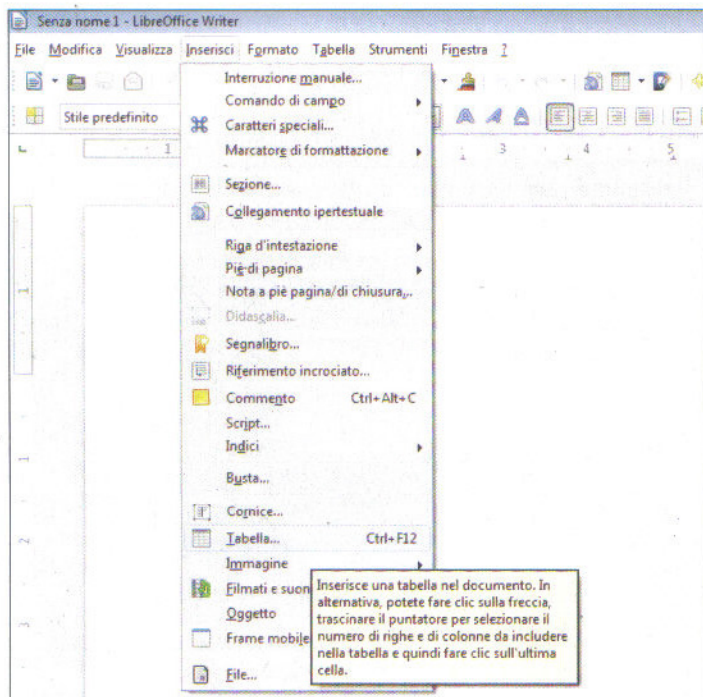 Senza nome 1 - LibreOffice Writer
File Modifica Visualizza Inserisci Formato Tabella Strumenti Finestra ?
Stile predefinito
1 3 4 5
Interruzione manuale...
Comando di campo
Caratteri speciali...
Marcatore di formattazione
Sezione...
Collegamento ipertestuale
Riga d'intestazione
Piè di pagina
Nota a piè pagina/di chiusura...
Didascalia...
Segnalibro...
Riferimento incrociato...
Commento Ctrl+Alt+C
Script...
Indici
Busta...
Cornice...
Tabella... Ctrl+F12
Immagine
Filmati e suon
Oggetto
Frame mobile
File...
Inserisce una tabella nel documento. In
alternativa, potete fare clic sulla freccia,
trascinare il puntatore per selezionare il
numero di righe e di colonne da includere
nella tabella e quindi fare clic sull'ultima
cella.
1
1
2
3